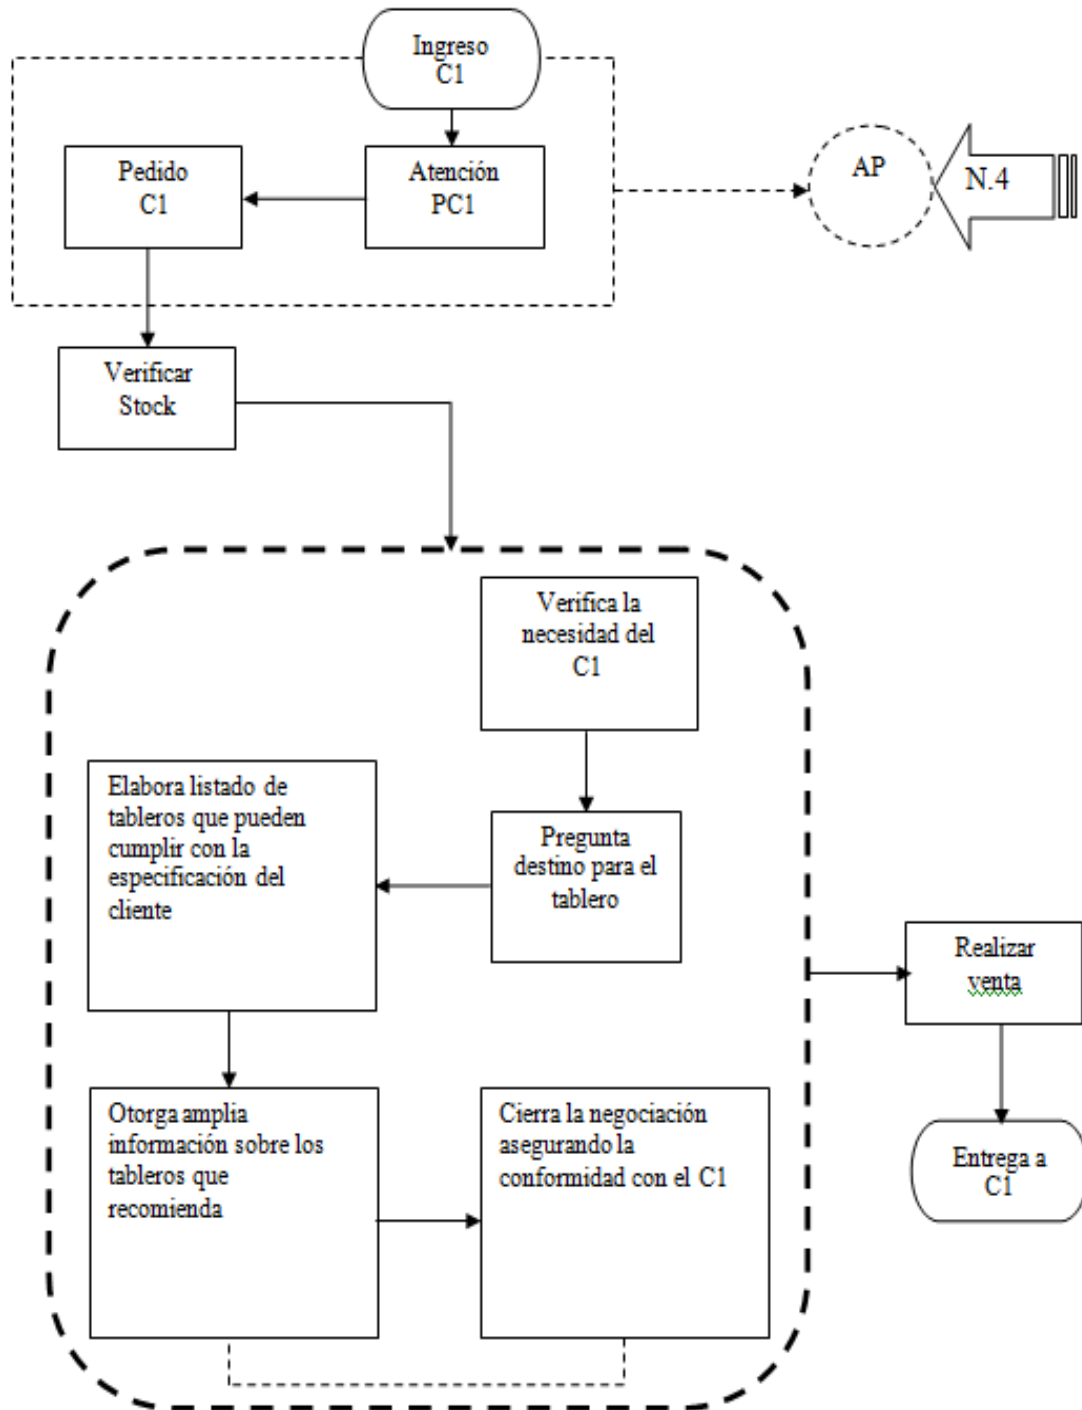 Ingreso
C1
Pedido
C1
Atención
PC1
AP
N.4
Verificar
Stock
Verifica la
necesidad del
C1
Elabora listado de
tableros que pueden
cumplir con la
especificación del
cliente
Pregunta
destino para el
tablero
Realizar
venta
Otorga amplia
información sobre los
tableros que
recomienda
Cierra la negociación
asegurando la
conformidad con el C1
Entrega a
C1